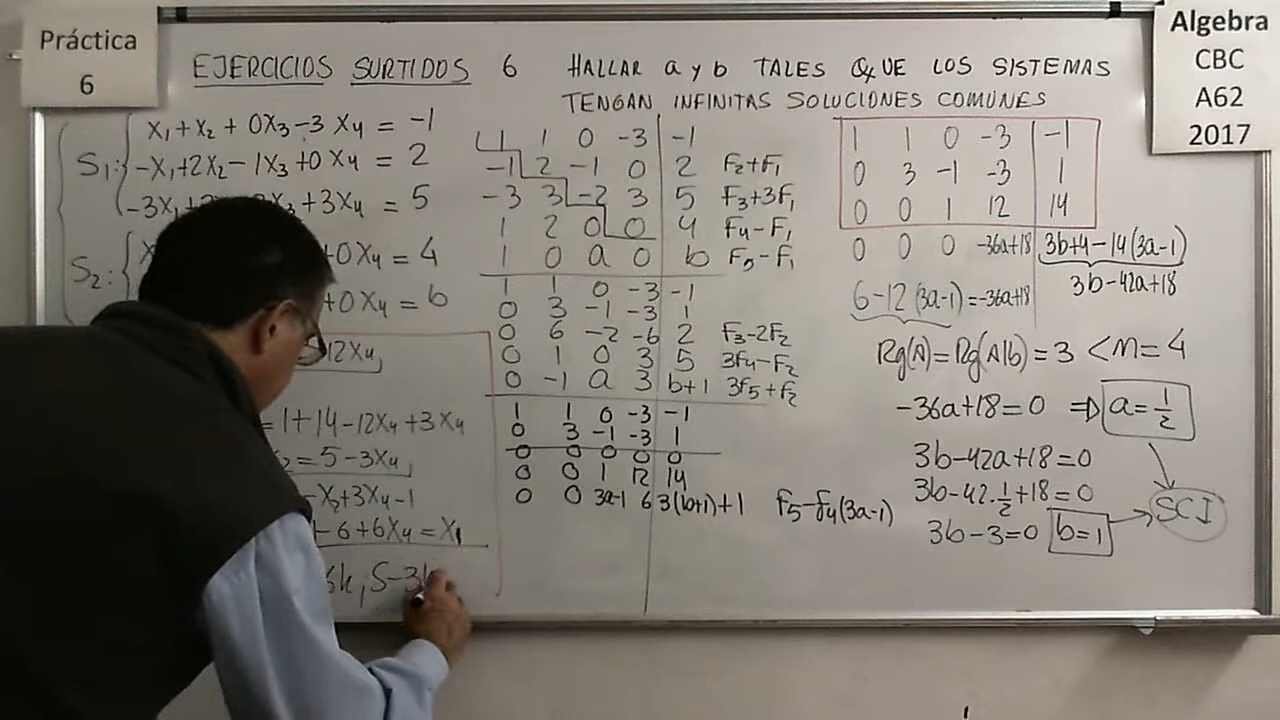 Práctica
6
EJERCICIOS SURTIDOS 6 HALLAR a y b TALES QUE LOS SISTEMAS
TENGAN INFINITAS SOLUCIONES COMUNES
Algebra
CBC
A62
2017
S1:
x1 + x2 + 0x3 - 3x4 = -1
-x1 + 2x2 - 1x3 + 0x4 = 2
-3x1 + 3x4 = 5
S2:
+0x4 = 4
+0x4 = b
12x4
= 1 + 14 - 12x4 + 3x4
= 5 - 3x4
-x3 + 3x4 - 1
- 6 + 6x4 = x1
6k, 5 - 3k
1 1 0 -3 | -1
-1 2 -1 0 | 2 F2+F1
-3 3 -2 3 | 5 F3+3F1
1 2 0 0 | 4 F4-F1
1 0 a 0 | b F5-F1
1 1 0 -3 | -1
0 3 -1 -3 | 1
0 6 -2 -6 | 2 F3-2F2
0 1 0 3 | 5 3F4-F2
0 -1 a 3 | b+1 3F5+F2
1 1 0 -3 | -1
0 3 -1 -3 | 1
0 0 0 0 | 0
0 0 1 12 | 14
0 0 3a-1 6 | 3(b+1)+1 F5-F4(3a-1)
1 1 0 -3 | -1
0 3 -1 -3 | 1
0 0 1 12 | 14
0 0 0 -36a+18 | 3b+4-14(3a-1)
3b-42a+18
6-12(3a-1)=-36a+18
Rg(A)=Rg(A|b)=3 < n=4
-36a+18=0 ⇒ a=1/2
3b-42a+18=0
3b-42·1/2+18=0
3b-3=0 b=1
SCI